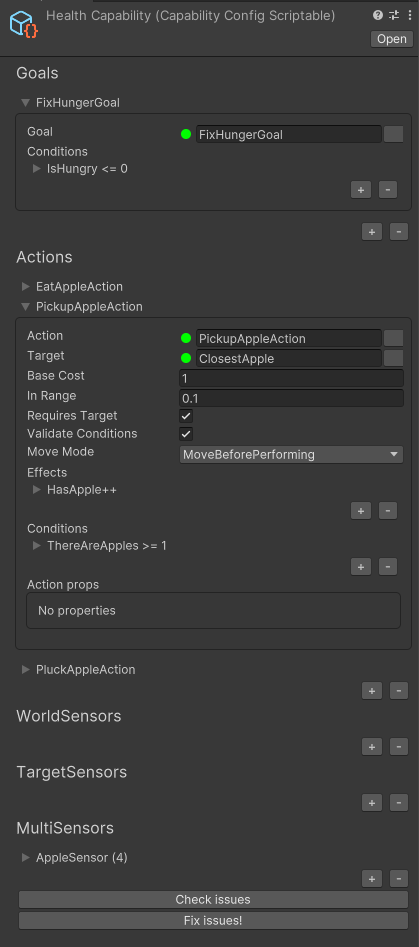 Health Capability (Capability Config Scriptable)
Open
Goals
FixHungerGoal
Goal FixHungerGoal
Conditions
IsHungry <= 0
+ -
+ -
Actions
EatAppleAction
PickupAppleAction
Action PickupAppleAction
Target ClosestApple
Base Cost 1
In Range 0.1
Requires Target
Validate Conditions
Move Mode MoveBeforePerforming
Effects
HasApple++
+ -
Conditions
ThereAreApples >= 1
+ -
Action props
No properties
PluckAppleAction
+ -
WorldSensors
+ -
TargetSensors
+ -
MultiSensors
AppleSensor (4)
+ -
Check issues
Fix issues!